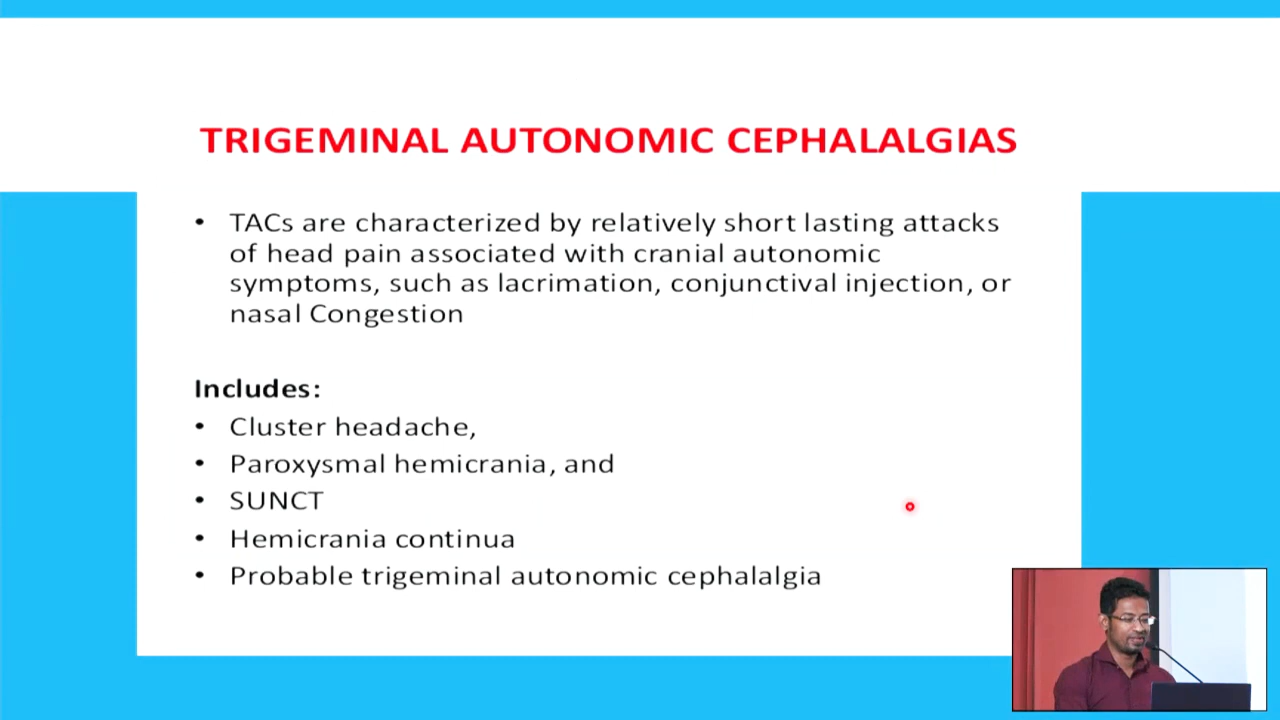 TRIGEMINAL AUTONOMIC CEPHALALGIAS
• TACs are characterized by relatively short lasting attacks
of head pain associated with cranial autonomic
symptoms, such as lacrimation, conjunctival injection, or
nasal Congestion
Includes:
• Cluster headache,
• Paroxysmal hemicrania, and
• SUNCT
• Hemicrania continua
• Probable trigeminal autonomic cephalalgia